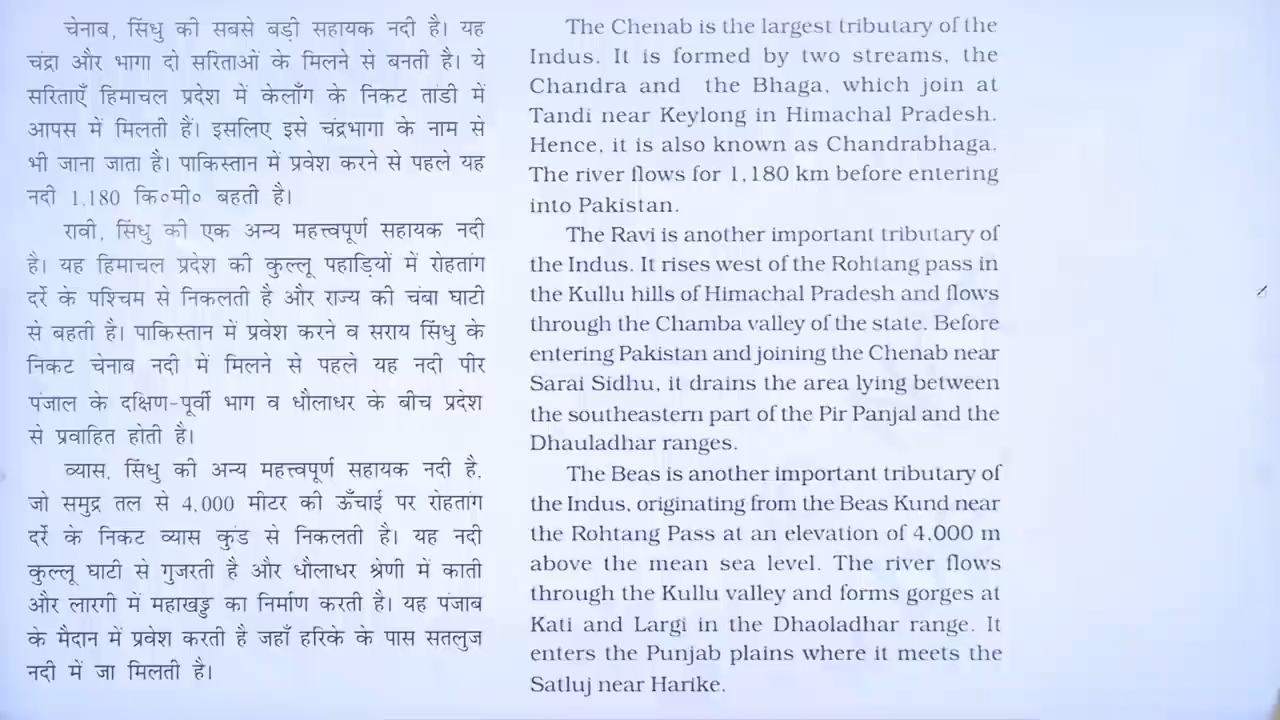 चेनाब, सिंधु की सबसे बड़ी सहायक नदी है। यह
चंद्रा और भागा दो सरिताओं के मिलने से बनती है। ये
सरिताएँ हिमाचल प्रदेश में केलाँग के निकट तांडी में
आपस में मिलती हैं। इसलिए इसे चंद्रभागा के नाम से
भी जाना जाता है। पाकिस्तान में प्रवेश करने से पहले यह
नदी 1,180 कि०मी० बहती है।
रावी, सिंधु की एक अन्य महत्त्वपूर्ण सहायक नदी
है। यह हिमाचल प्रदेश की कुल्लू पहाड़ियों में रोहतांग
दर्रे के पश्चिम से निकलती है और राज्य की चंबा घाटी
से बहती है। पाकिस्तान में प्रवेश करने व सराय सिंधु के
निकट चेनाब नदी में मिलने से पहले यह नदी पीर
पंजाल के दक्षिण-पूर्वी भाग व धौलाधर के बीच प्रदेश
से प्रवाहित होती है।
व्यास, सिंधु की अन्य महत्त्वपूर्ण सहायक नदी है,
जो समुद्र तल से 4,000 मीटर की ऊँचाई पर रोहतांग
दर्रे के निकट व्यास कुंड से निकलती है। यह नदी
कुल्लू घाटी से गुजरती है और धौलाधर श्रेणी में काती
और लारगी में महाखड्ड का निर्माण करती है। यह पंजाब
के मैदान में प्रवेश करती है जहाँ हरिके के पास सतलुज
नदी में जा मिलती है।
The Chenab is the largest tributary of the
Indus. It is formed by two streams, the
Chandra and the Bhaga, which join at
Tandi near Keylong in Himachal Pradesh.
Hence, it is also known as Chandrabhaga.
The river flows for 1,180 km before entering
into Pakistan.
The Ravi is another important tributary of
the Indus. It rises west of the Rohtang pass in
the Kullu hills of Himachal Pradesh and flows
through the Chamba valley of the state. Before
entering Pakistan and joining the Chenab near
Sarai Sidhu, it drains the area lying between
the southeastern part of the Pir Panjal and the
Dhauladhar ranges.
The Beas is another important tributary of
the Indus, originating from the Beas Kund near
the Rohtang Pass at an elevation of 4,000 m
above the mean sea level. The river flows
through the Kullu valley and forms gorges at
Kati and Largi in the Dhaoladhar range. It
enters the Punjab plains where it meets the
Satluj near Harike.